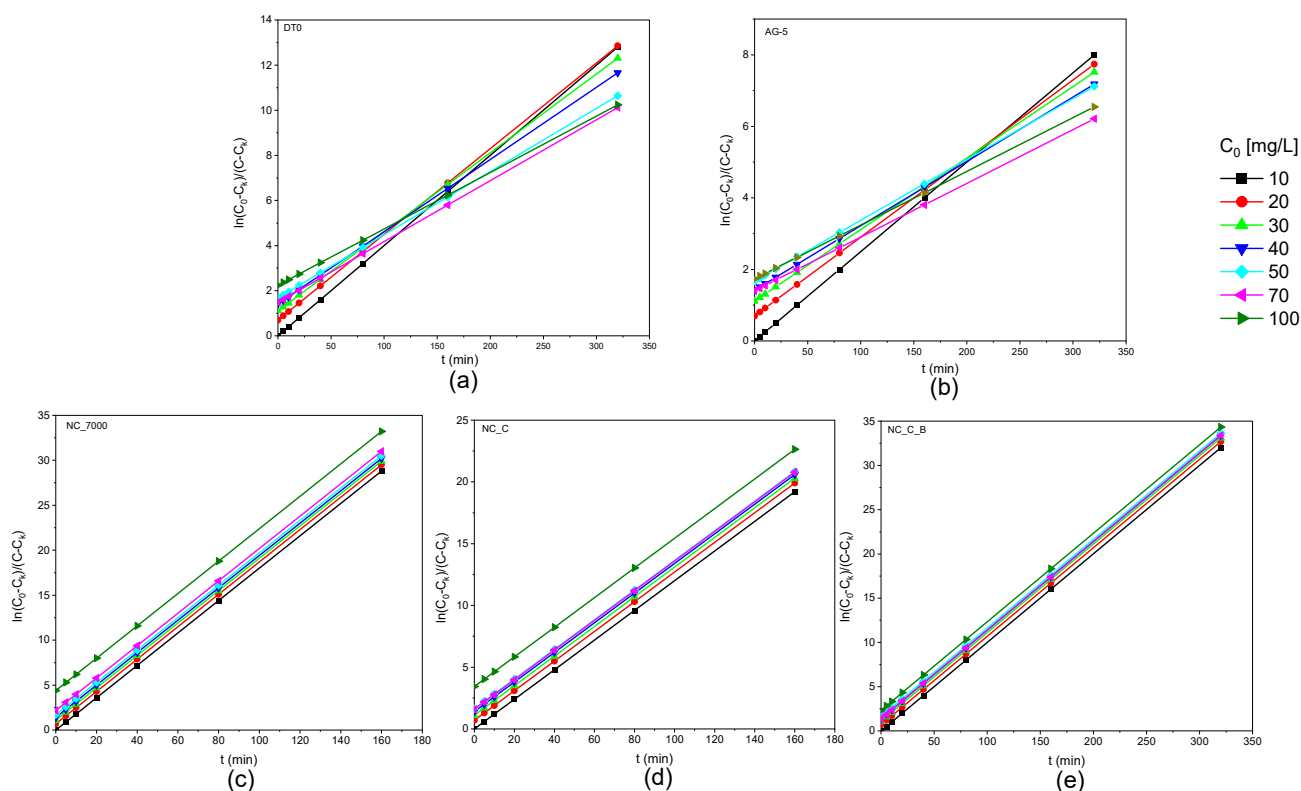 DT0
14
12
10
8
6
4
2
0
ln(C₀-Cₖ)/(C-Cₖ)
0 50 100 150 200 250 300 350
t (min)
(a)
AG-5
8
6
4
2
0
ln(C₀-Cₖ)/(C-Cₖ)
0 50 100 150 200 250 300 350
t (min)
(b)
C₀ [mg/L]
10
20
30
40
50
70
100
NC_7000
35
30
25
20
15
10
5
0
ln(C₀-Cₖ)/(C-Cₖ)
0 20 40 60 80 100 120 140 160 180
t (min)
(c)
NC_C
25
20
15
10
5
0
ln(C₀-Cₖ)/(C-Cₖ)
0 20 40 60 80 100 120 140 160 180
t (min)
(d)
NC_C_B
35
30
25
20
15
10
5
0
ln(C₀-Cₖ)/(C-Cₖ)
0 50 100 150 200 250 300 350
t (min)
(e)